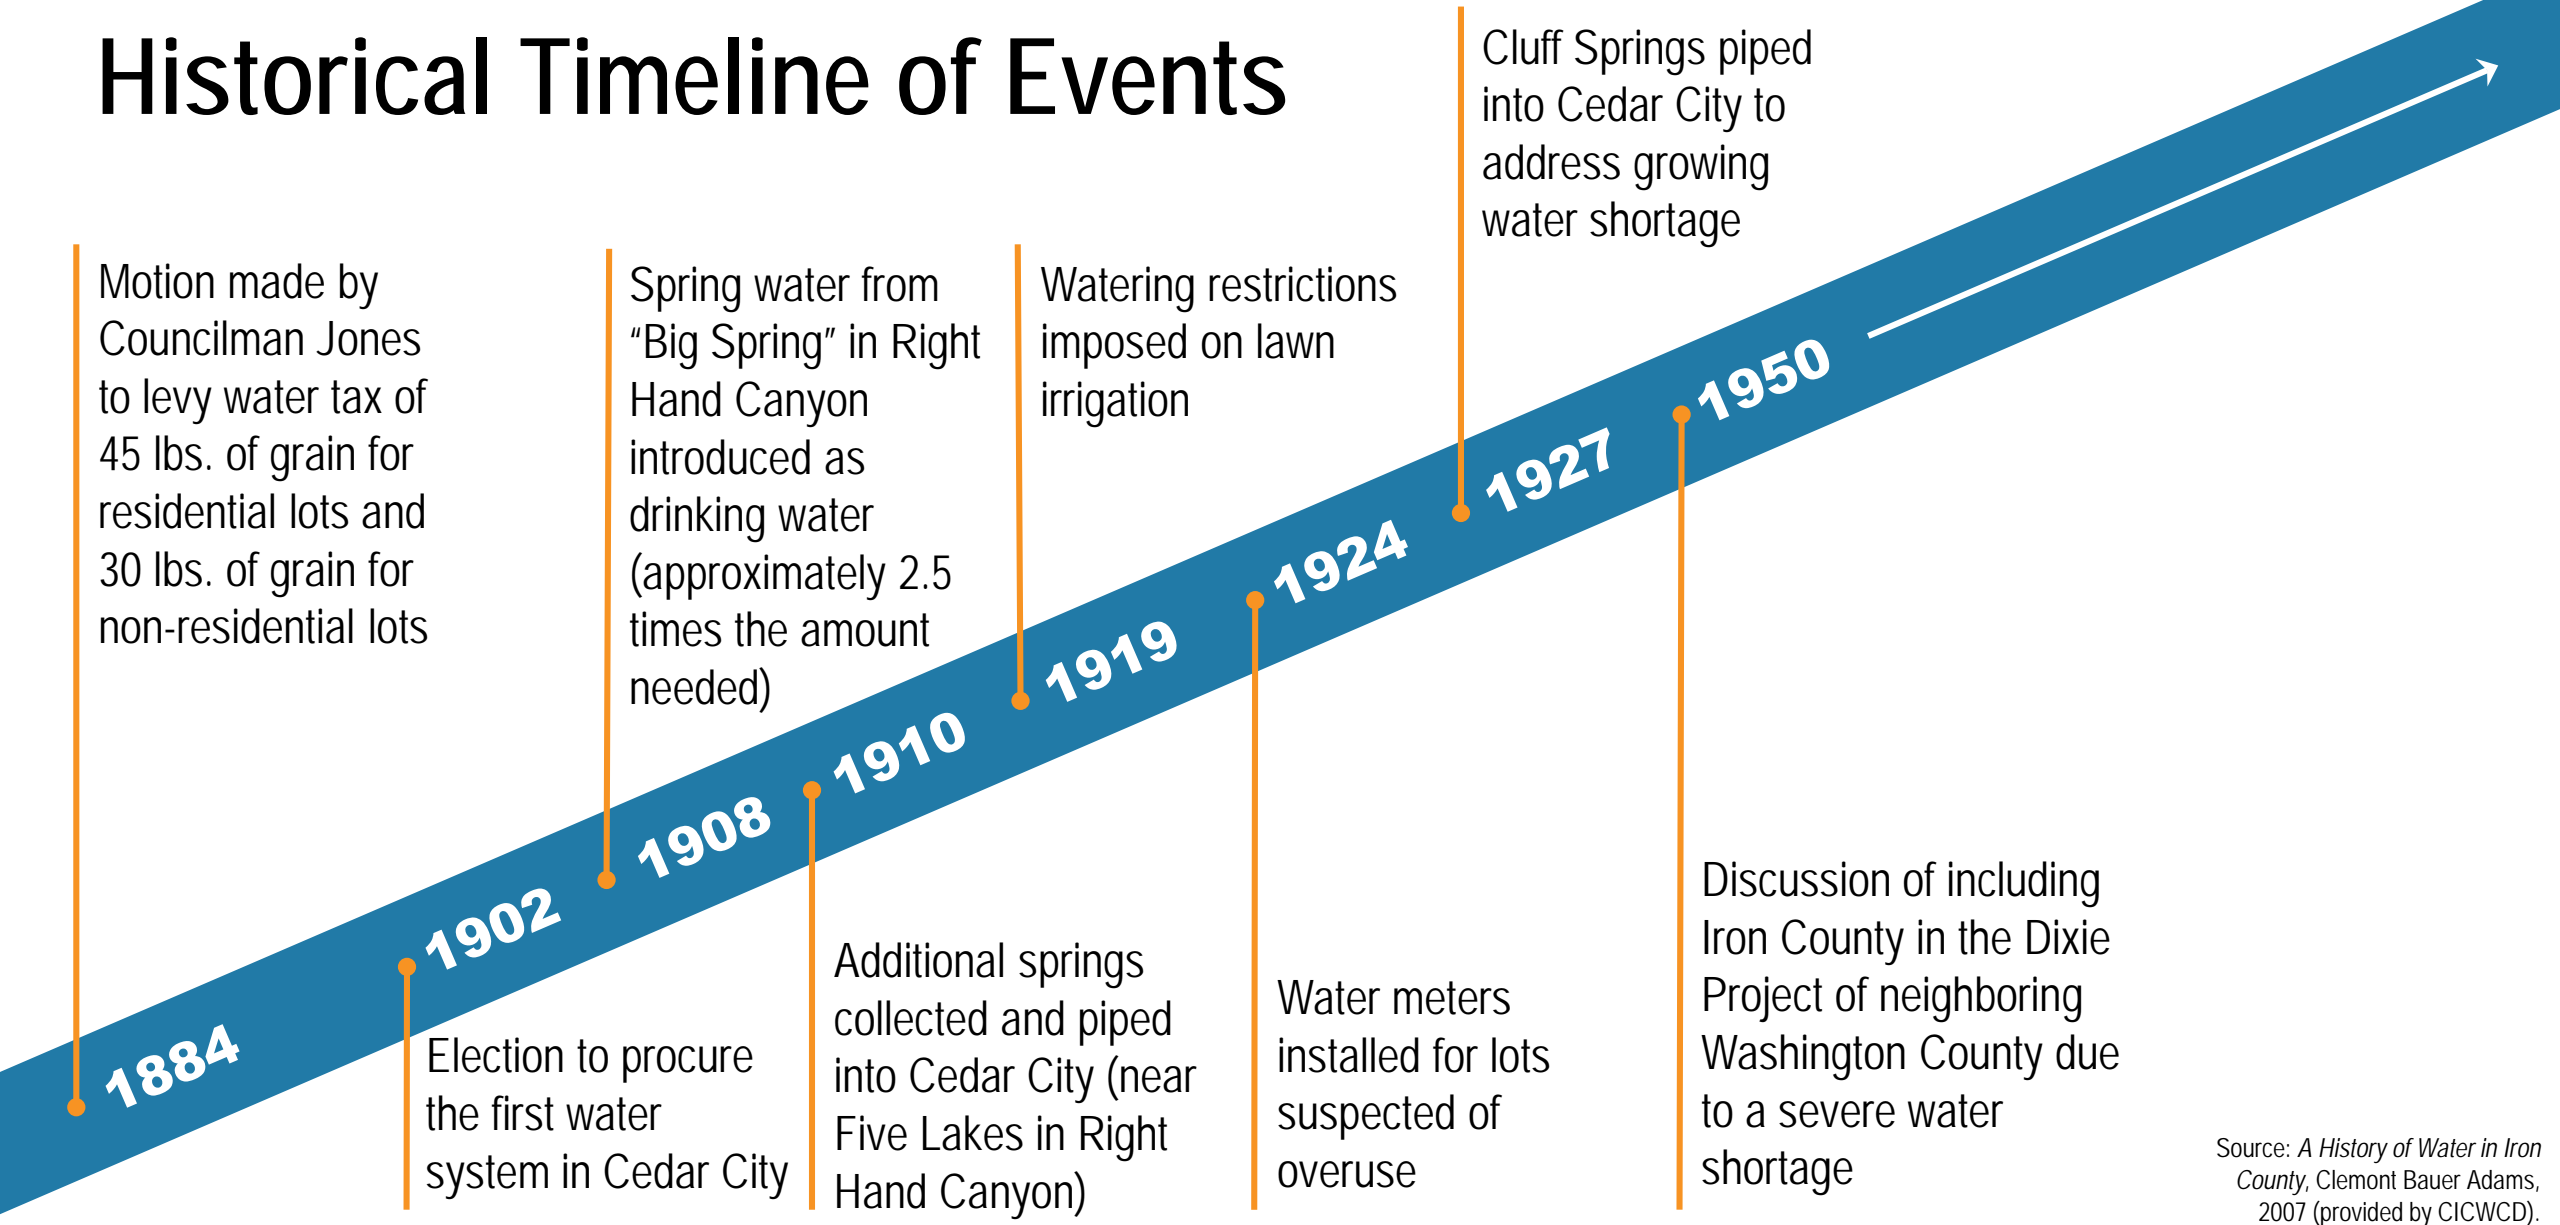 Historical Timeline of Events
1884
Motion made by
Councilman Jones
to levy water tax of
45 lbs. of grain for
residential lots and
30 lbs. of grain for
non-residential lots
1902
Election to procure
the first water
system in Cedar City
1908
Spring water from
“Big Spring” in Right
Hand Canyon
introduced as
drinking water
(approximately 2.5
times the amount
needed)
1910
Additional springs
collected and piped
into Cedar City (near
Five Lakes in Right
Hand Canyon)
1919
Watering restrictions
imposed on lawn
irrigation
1924
Water meters
installed for lots
suspected of
overuse
1927
Cluff Springs piped
into Cedar City to
address growing
water shortage
1950
Discussion of including
Iron County in the Dixie
Project of neighboring
Washington County due
to a severe water
shortage
Source: A History of Water in Iron
County, Clemont Bauer Adams,
2007 (provided by CICWCD).